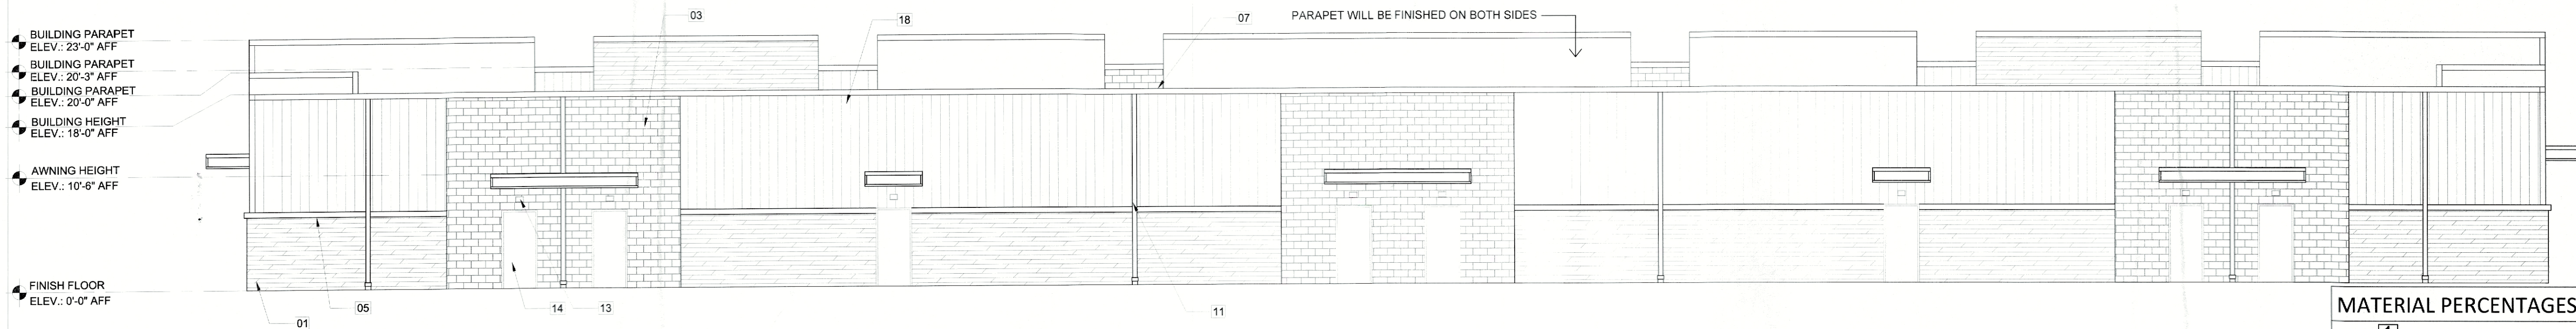 03
18
07
PARAPET WILL BE FINISHED ON BOTH SIDES
BUILDING PARAPET
ELEV.: 23'-0" AFF
BUILDING PARAPET
ELEV.: 20'-3" AFF
BUILDING PARAPET
ELEV.: 20'-0" AFF
BUILDING HEIGHT
ELEV.: 18'-0" AFF
AWNING HEIGHT
ELEV.: 10'-6" AFF
FINISH FLOOR
ELEV.: 0'-0" AFF
01
05
14
13
11
MATERIAL PERCENTAGES